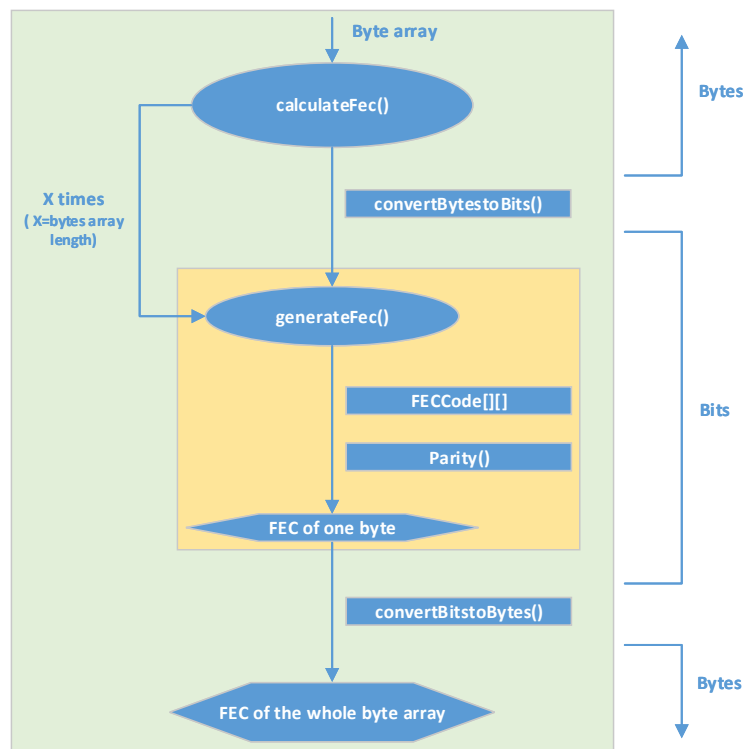 Byte array
calculateFec()
Bytes
X times
( X=bytes array
length)
convertBytestoBits()
generateFec()
FECCode[][]
Bits
Parity()
FEC of one byte
convertBitstoBytes()
Bytes
FEC of the whole byte array